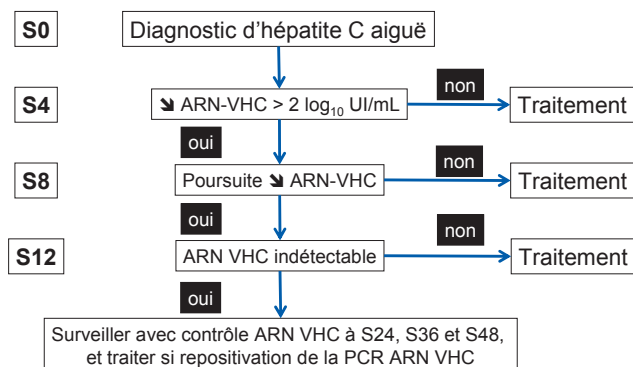 S0
Diagnostic d'hépatite C aiguë
non
S4
➘ ARN-VHC > 2 log₁₀ UI/mL
Traitement
oui
non
S8
Poursuite ➘ ARN-VHC
Traitement
oui
non
S12
ARN VHC indétectable
Traitement
oui
Surveiller avec contrôle ARN VHC à S24, S36 et S48,
et traiter si repositivation de la PCR ARN VHC